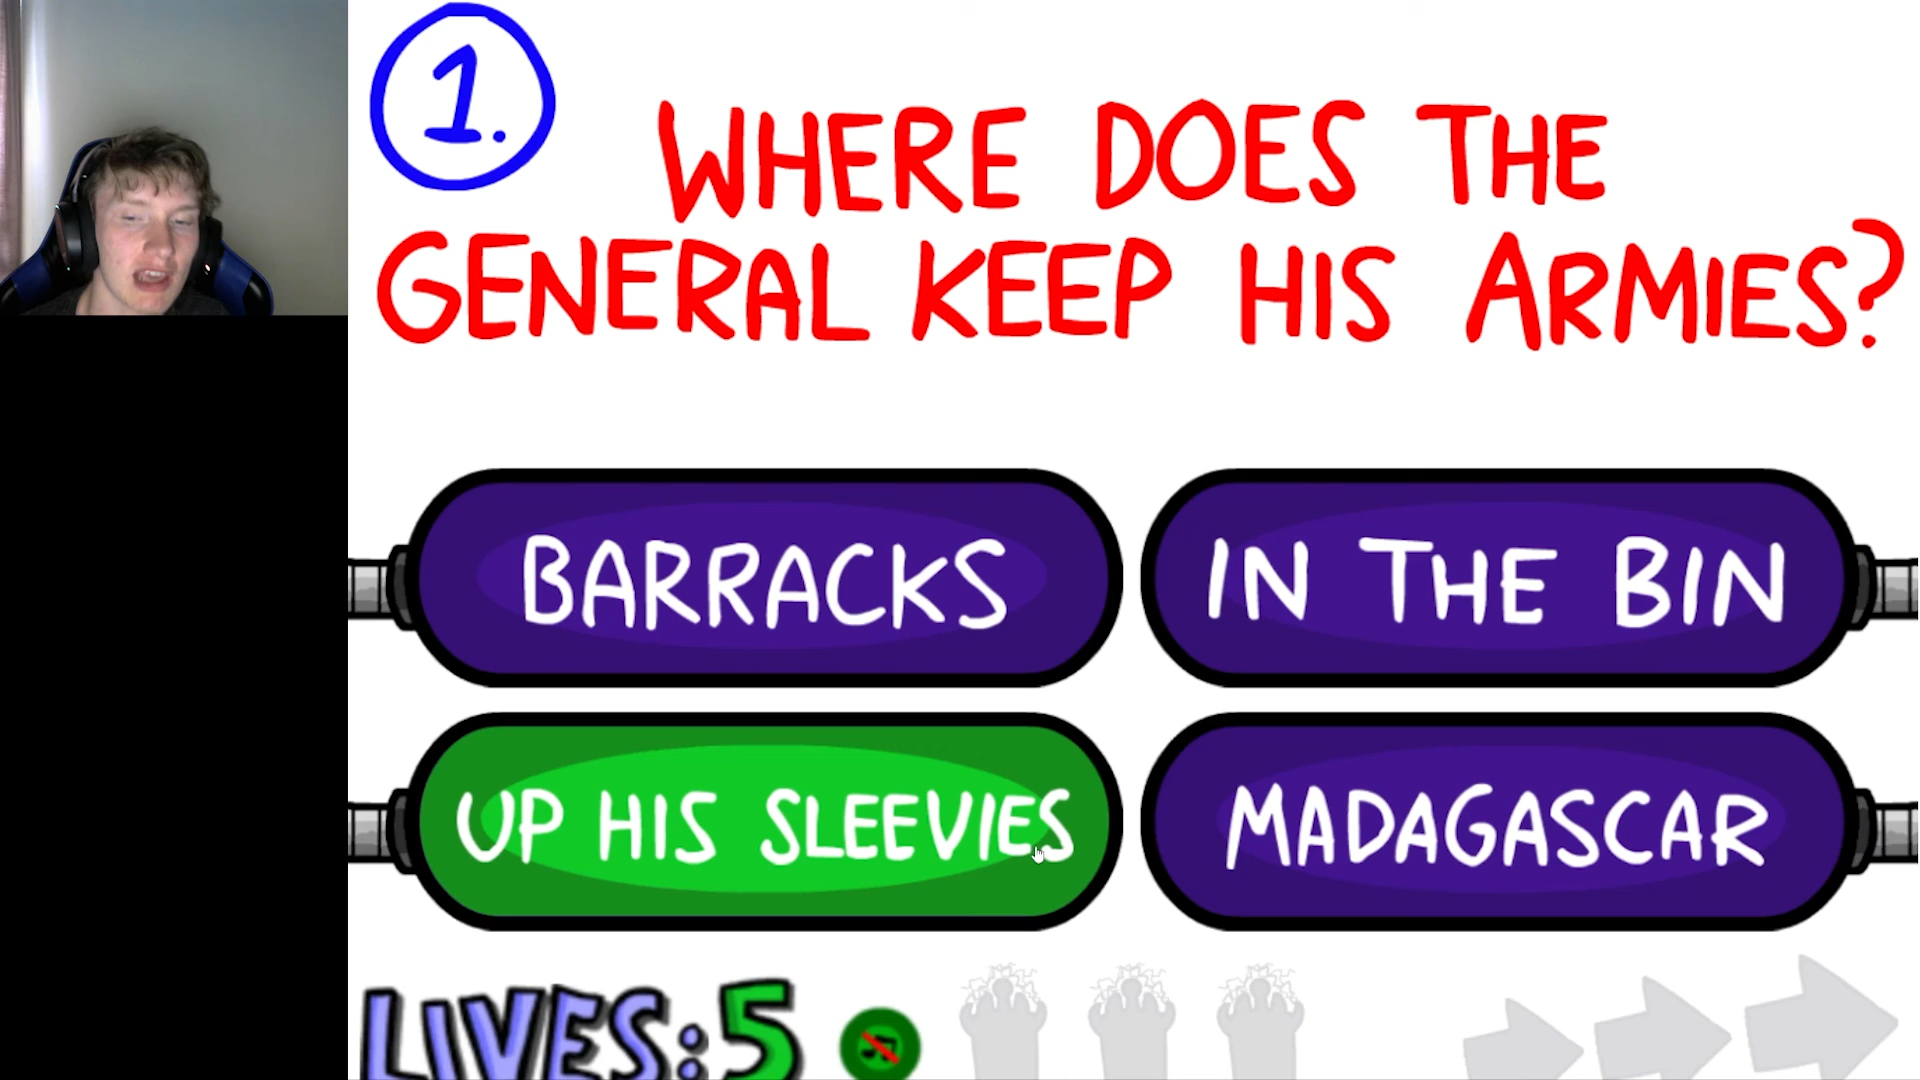 1.
WHERE DOES THE
GENERAL KEEP HIS ARMIES?
BARRACKS
IN THE BIN
UP HIS SLEEVIES
MADAGASCAR
LIVES: 5